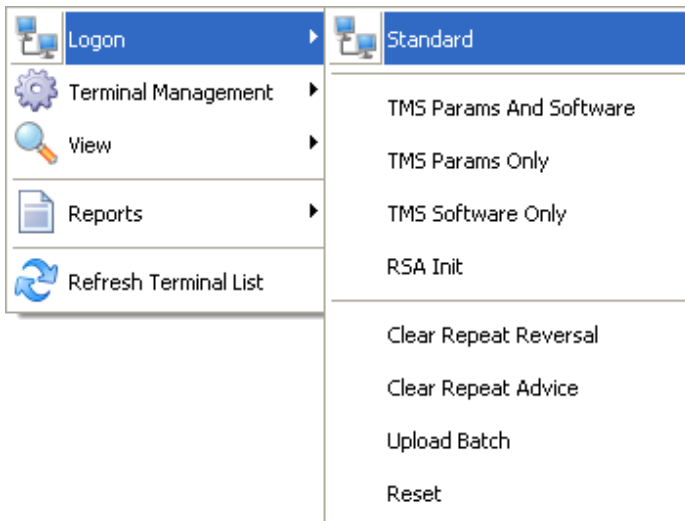 Logon
Terminal Management
View
Reports
Refresh Terminal List
Standard
TMS Params And Software
TMS Params Only
TMS Software Only
RSA Init
Clear Repeat Reversal
Clear Repeat Advice
Upload Batch
Reset